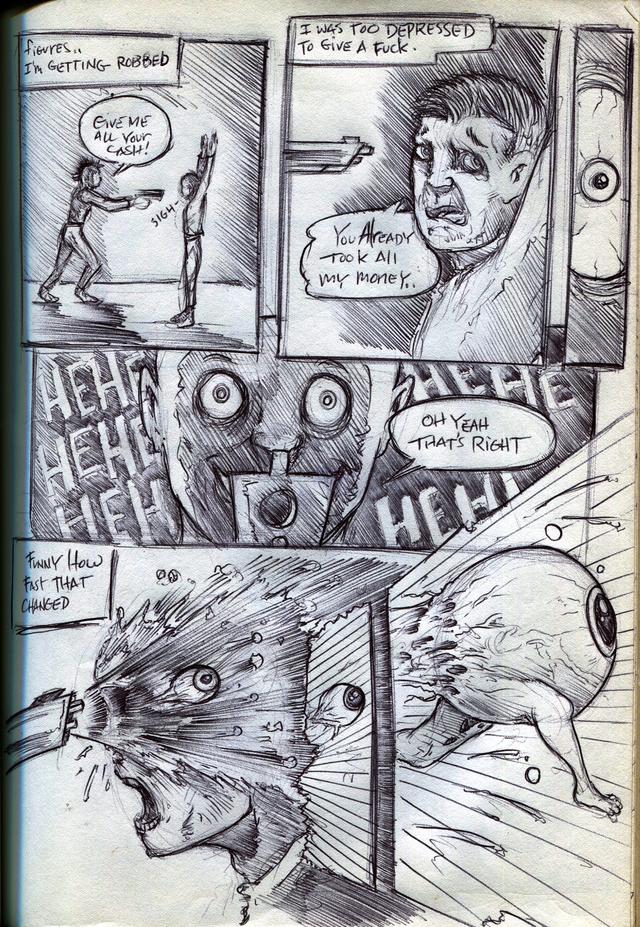 figures..
I'm GETTING ROBBED
GIVE ME
ALL YOUR
CASH!
SIGH-
I WAS TOO DEPRESSED
TO GIVE A FUCK.
YOU Already
TOOK All
MY MONEY..
HEHE
HEHE
HEH
HEHE
HEH
OH YEAH
THAT'S RIGHT
FUNNY HOW
FAST THAT
CHANGED